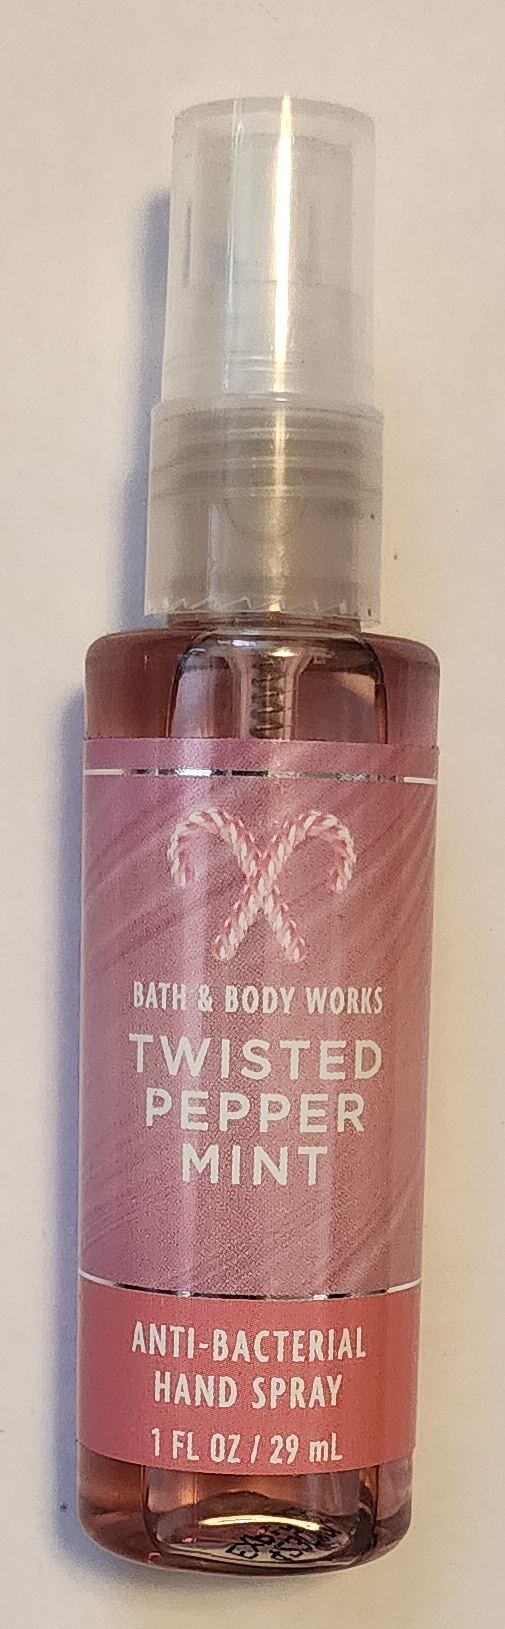 BATH & BODY WORKS
TWISTED
PEPPER
MINT
ANTI-BACTERIAL
HAND SPRAY
1 FL OZ / 29 mL